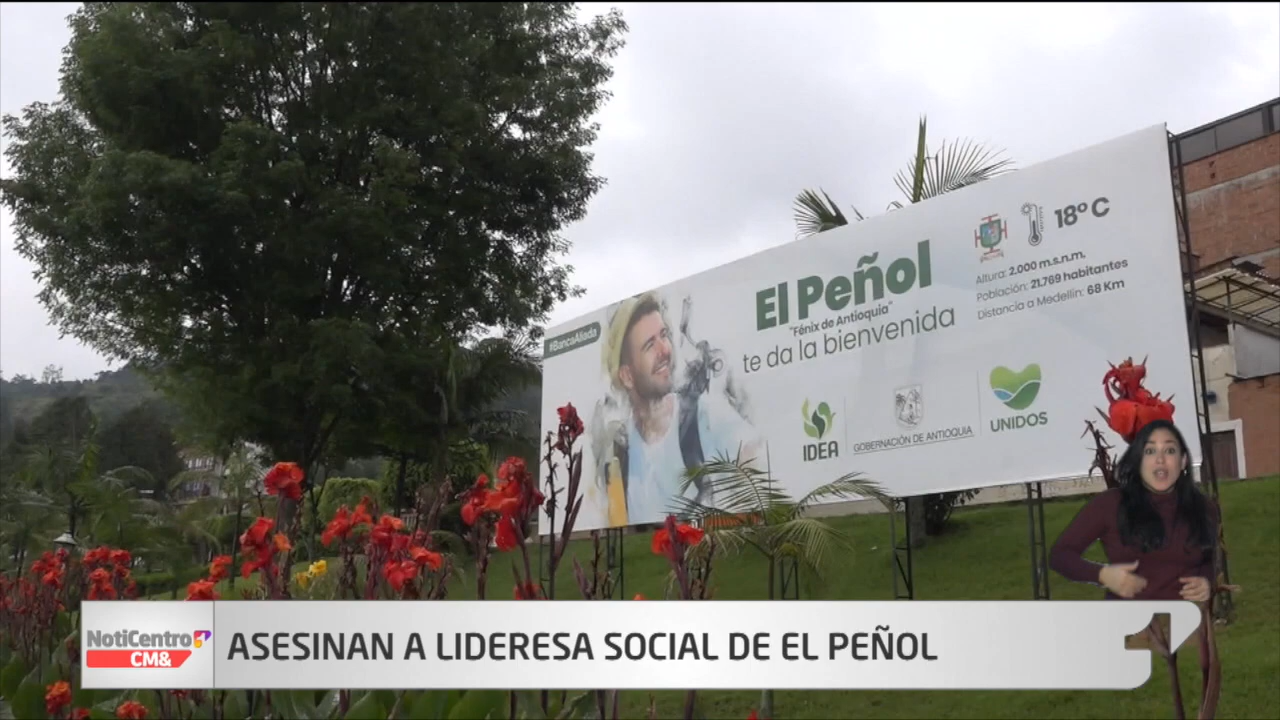 #BancaAliada
El Peñol
"Fénix de Antioquia"
te da la bienvenida
18°C
Altura: 2.000 m.s.n.m.
Población: 21.769 habitantes
Distancia a Medellín: 68 Km
IDEA
GOBERNACIÓN DE ANTIOQUIA
UNIDOS
NotiCentro 1
CM&
ASESINAN A LIDERESA SOCIAL DE EL PEÑOL
1